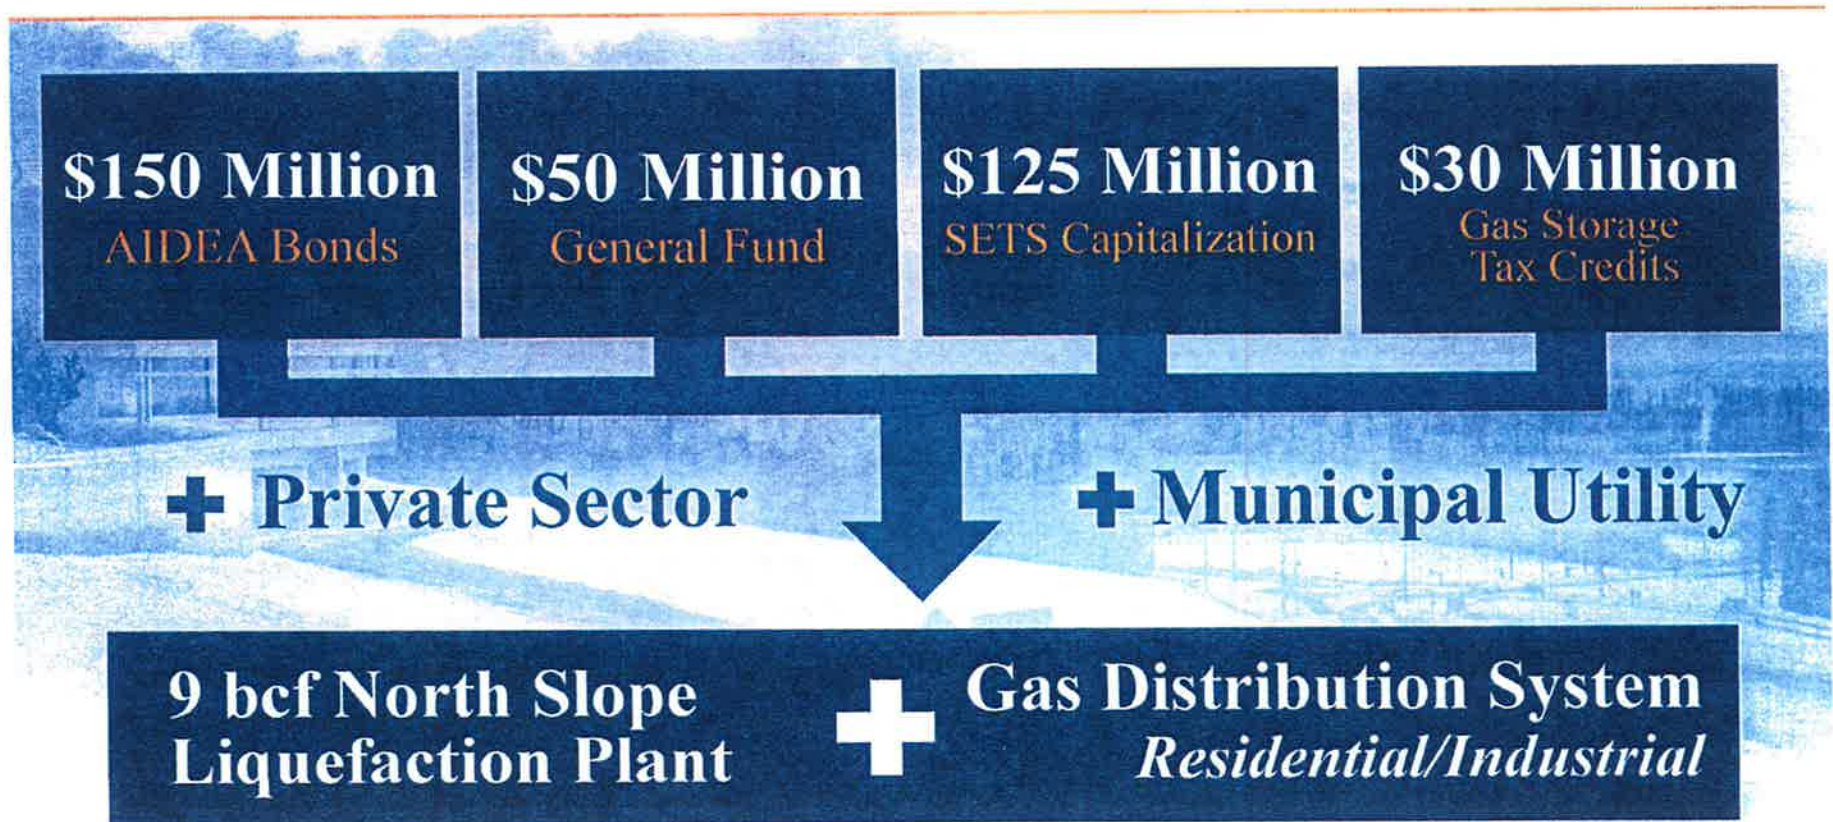 $150 Million
AIDEA Bonds
$50 Million
General Fund
$125 Million
SETS Capitalization
$30 Million
Gas Storage
Tax Credits
+ Private Sector
+ Municipal Utility
9 bcf North Slope
Liquefaction Plant
+
Gas Distribution System
Residential/Industrial